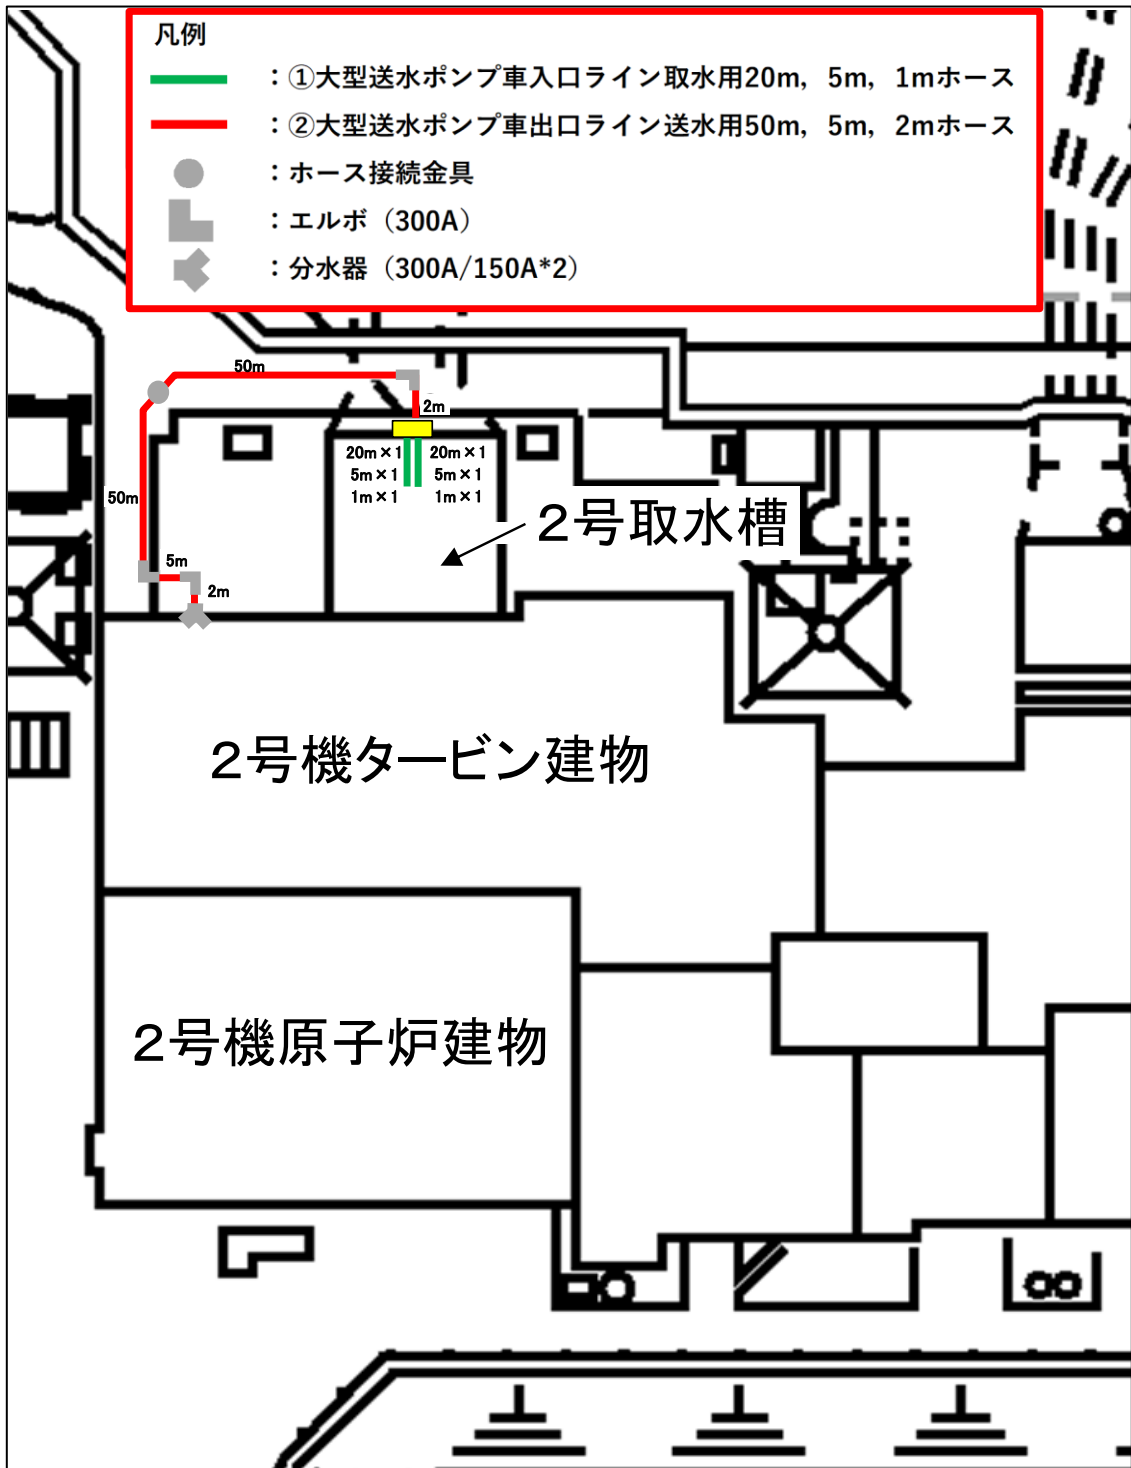 凡例
：①大型送水ポンプ車入口ライン取水用20m, 5m, 1mホース
：②大型送水ポンプ車出口ライン送水用50m, 5m, 2mホース
：ホース接続金具
：エルボ（300A）
：分水器（300A/150A*2）
50m
2m
20m×1 20m×1
5m×1 5m×1
1m×1 1m×1
50m
２号取水槽
5m
2m
２号機タービン建物
２号機原子炉建物